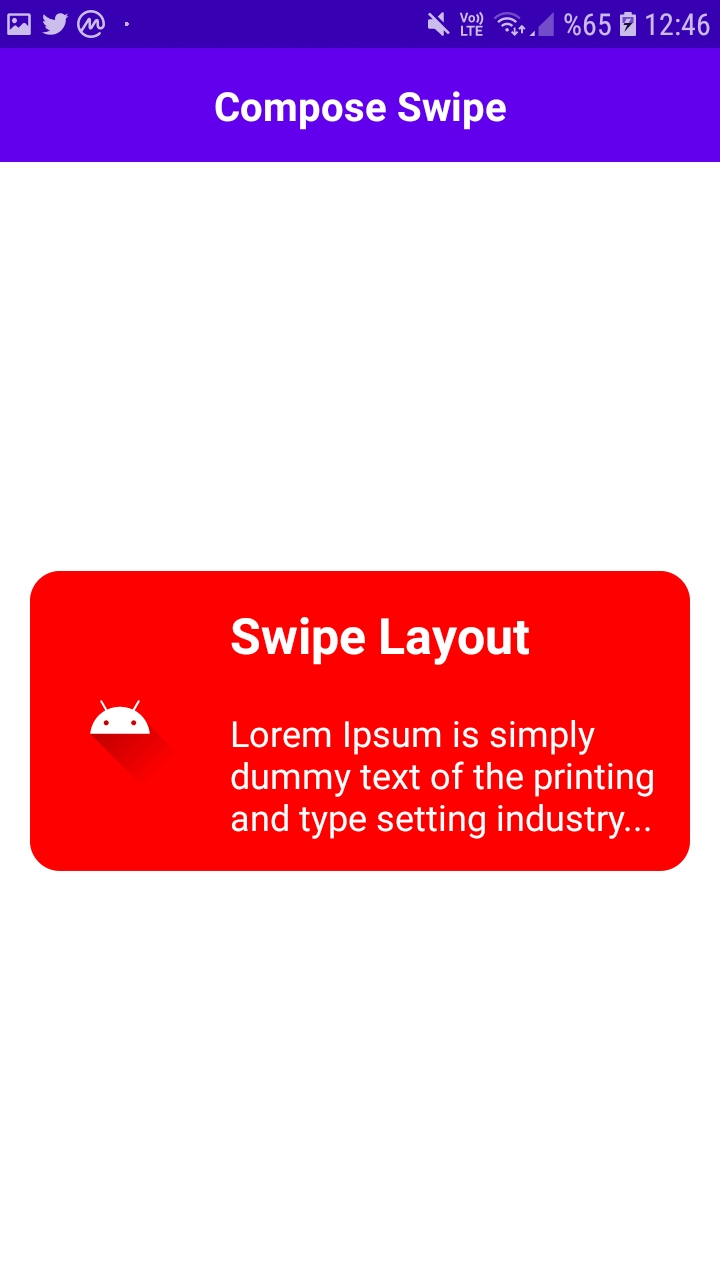 Vo)) LTE %65 12:46
Compose Swipe
Swipe Layout
Lorem Ipsum is simply
dummy text of the printing
and type setting industry...